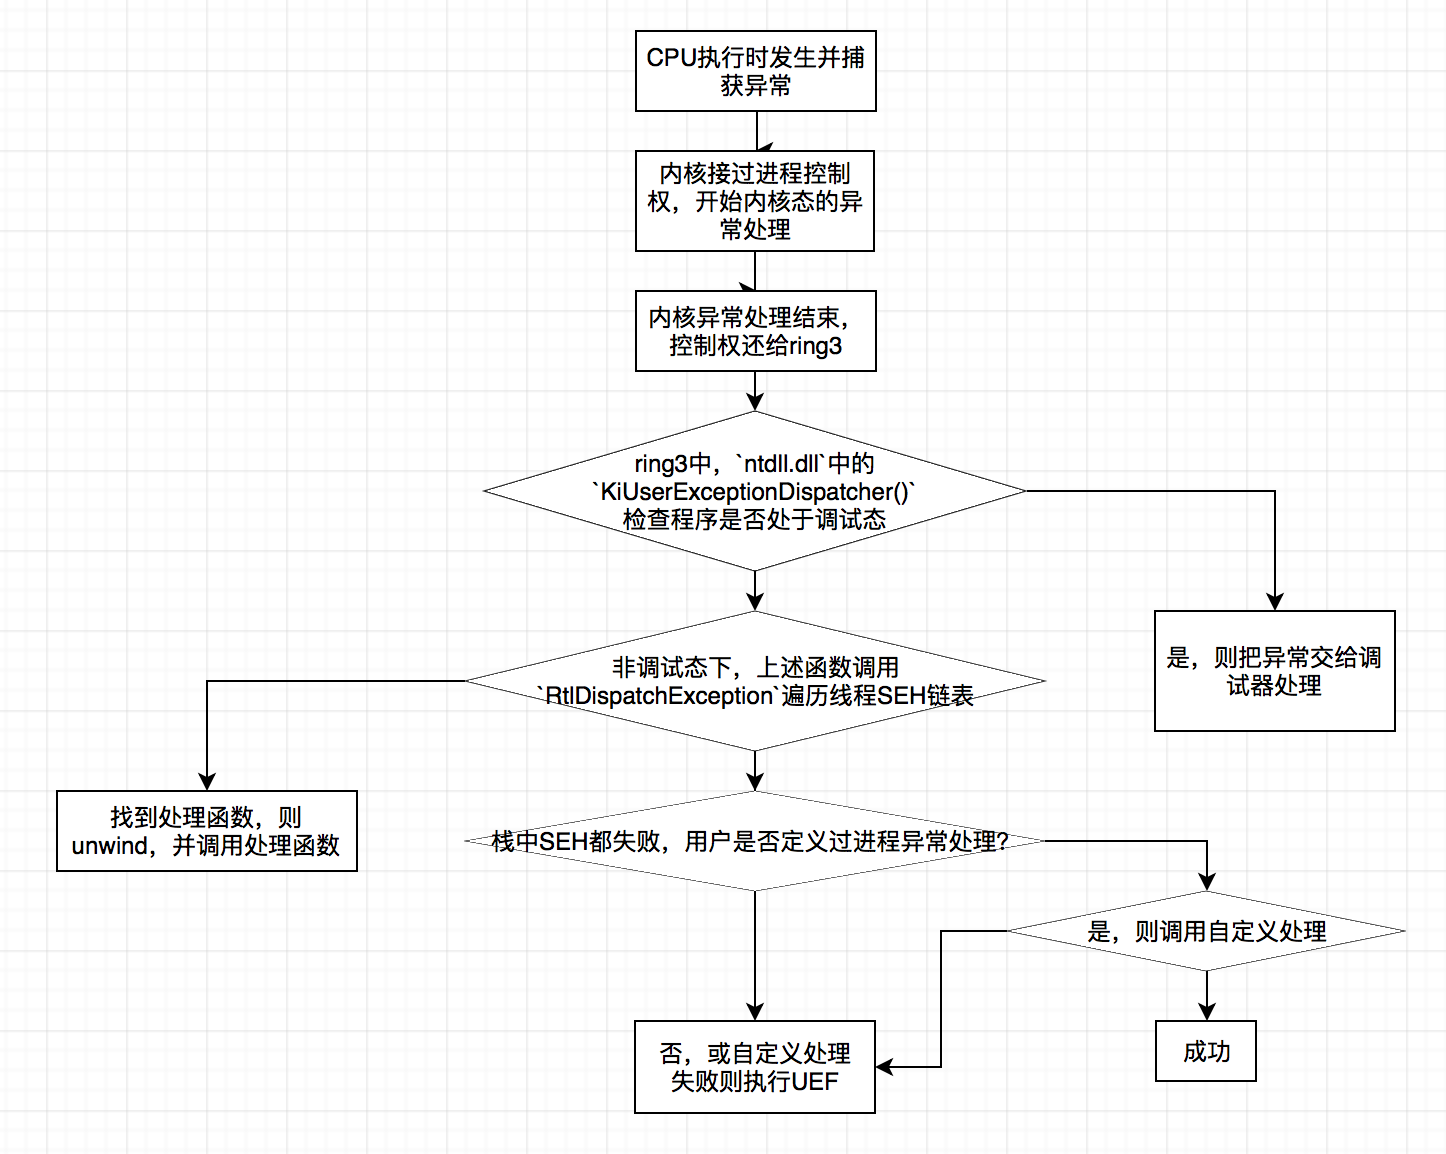 CPU执行时发生并捕
获异常
内核接过进程控制
权，开始内核态的异
常处理
内核异常处理结束，
控制权还给ring3
ring3中，`ntdll.dll`中的
`KiUserExceptionDispatcher()`
检查程序是否处于调试态
非调试态下，上述函数调用
`RtlDispatchException`遍历线程SEH链表
是，则把异常交给调
试器处理
找到处理函数，则
unwind，并调用处理函数
栈中SEH都失败，用户是否定义过进程异常处理?
是，则调用自定义处理
否，或自定义处理
失败则执行UEF
成功